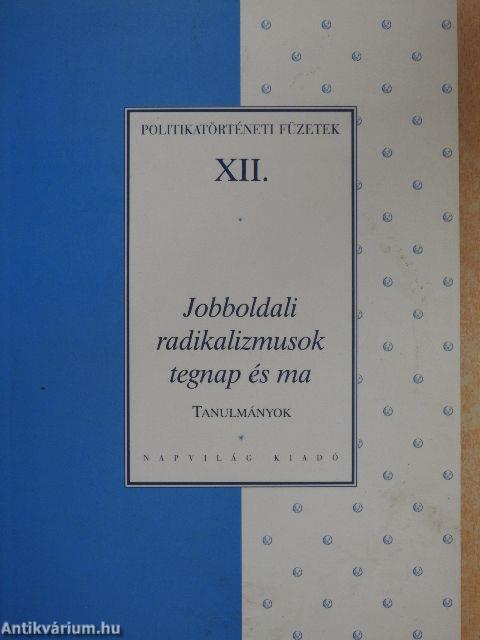 POLITIKATÖRTÉNETI FÜZETEK
XII.
Jobboldali
radikalizmusok
tegnap és ma
TANULMÁNYOK
NAPVILÁG KIADÓ
Antikvárium.hu